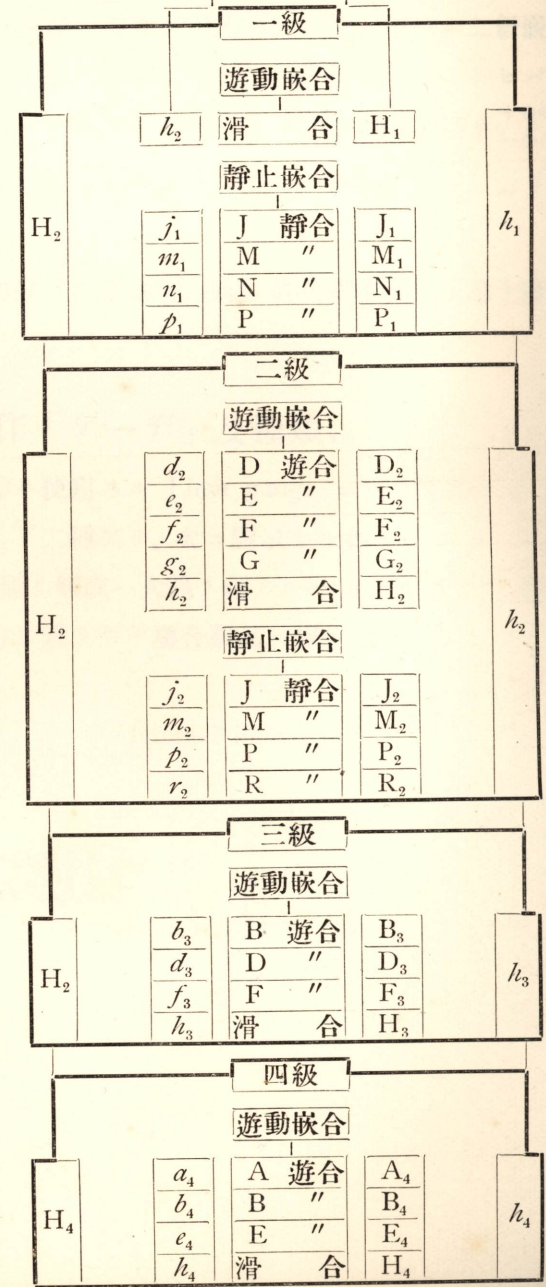 一級
遊動嵌合
h₂ 滑 合 H₁
靜止嵌合
H₂ h₁
j₁ J 靜合 J₁
m₁ M 〃 M₁
n₁ N 〃 N₁
p₁ P 〃 P₁
二級
遊動嵌合
d₂ D 遊合 D₂
e₂ E 〃 E₂
f₂ F 〃 F₂
g₂ G 〃 G₂
h₂ 滑 合 H₂
H₂ h₂
靜止嵌合
j₂ J 靜合 J₂
m₂ M 〃 M₂
p₂ P 〃 P₂
r₂ R 〃 R₂
三級
遊動嵌合
b₃ B 遊合 B₃
d₃ D 〃 D₃
H₂ h₃
f₃ F 〃 F₃
h₃ 滑 合 H₃
四級
遊動嵌合
a₄ A 遊合 A₄
b₄ B 〃 B₄
H₄ h₄
e₄ E 〃 E₄
h₄ 滑 合 H₄